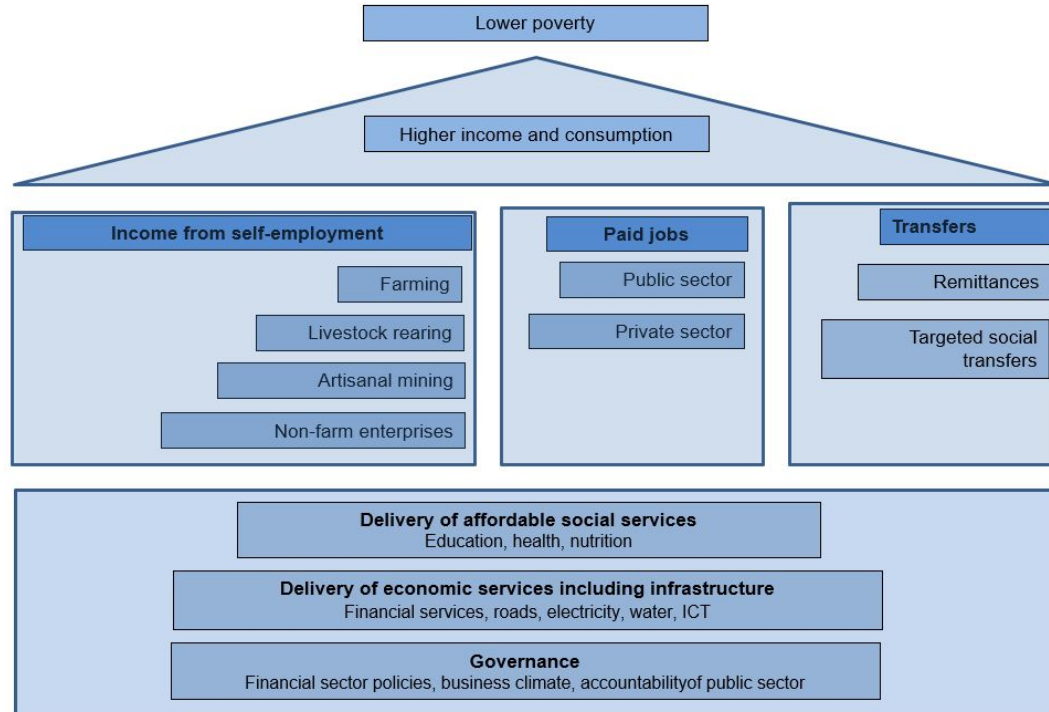 Lower poverty
Higher income and consumption
Income from self-employment
Farming
Livestock rearing
Artisanal mining
Non-farm enterprises
Paid jobs
Public sector
Private sector
Transfers
Remittances
Targeted social
transfers
Delivery of affordable social services
Education, health, nutrition
Delivery of economic services including infrastructure
Financial services, roads, electricity, water, ICT
Governance
Financial sector policies, business climate, accountabilityof public sector